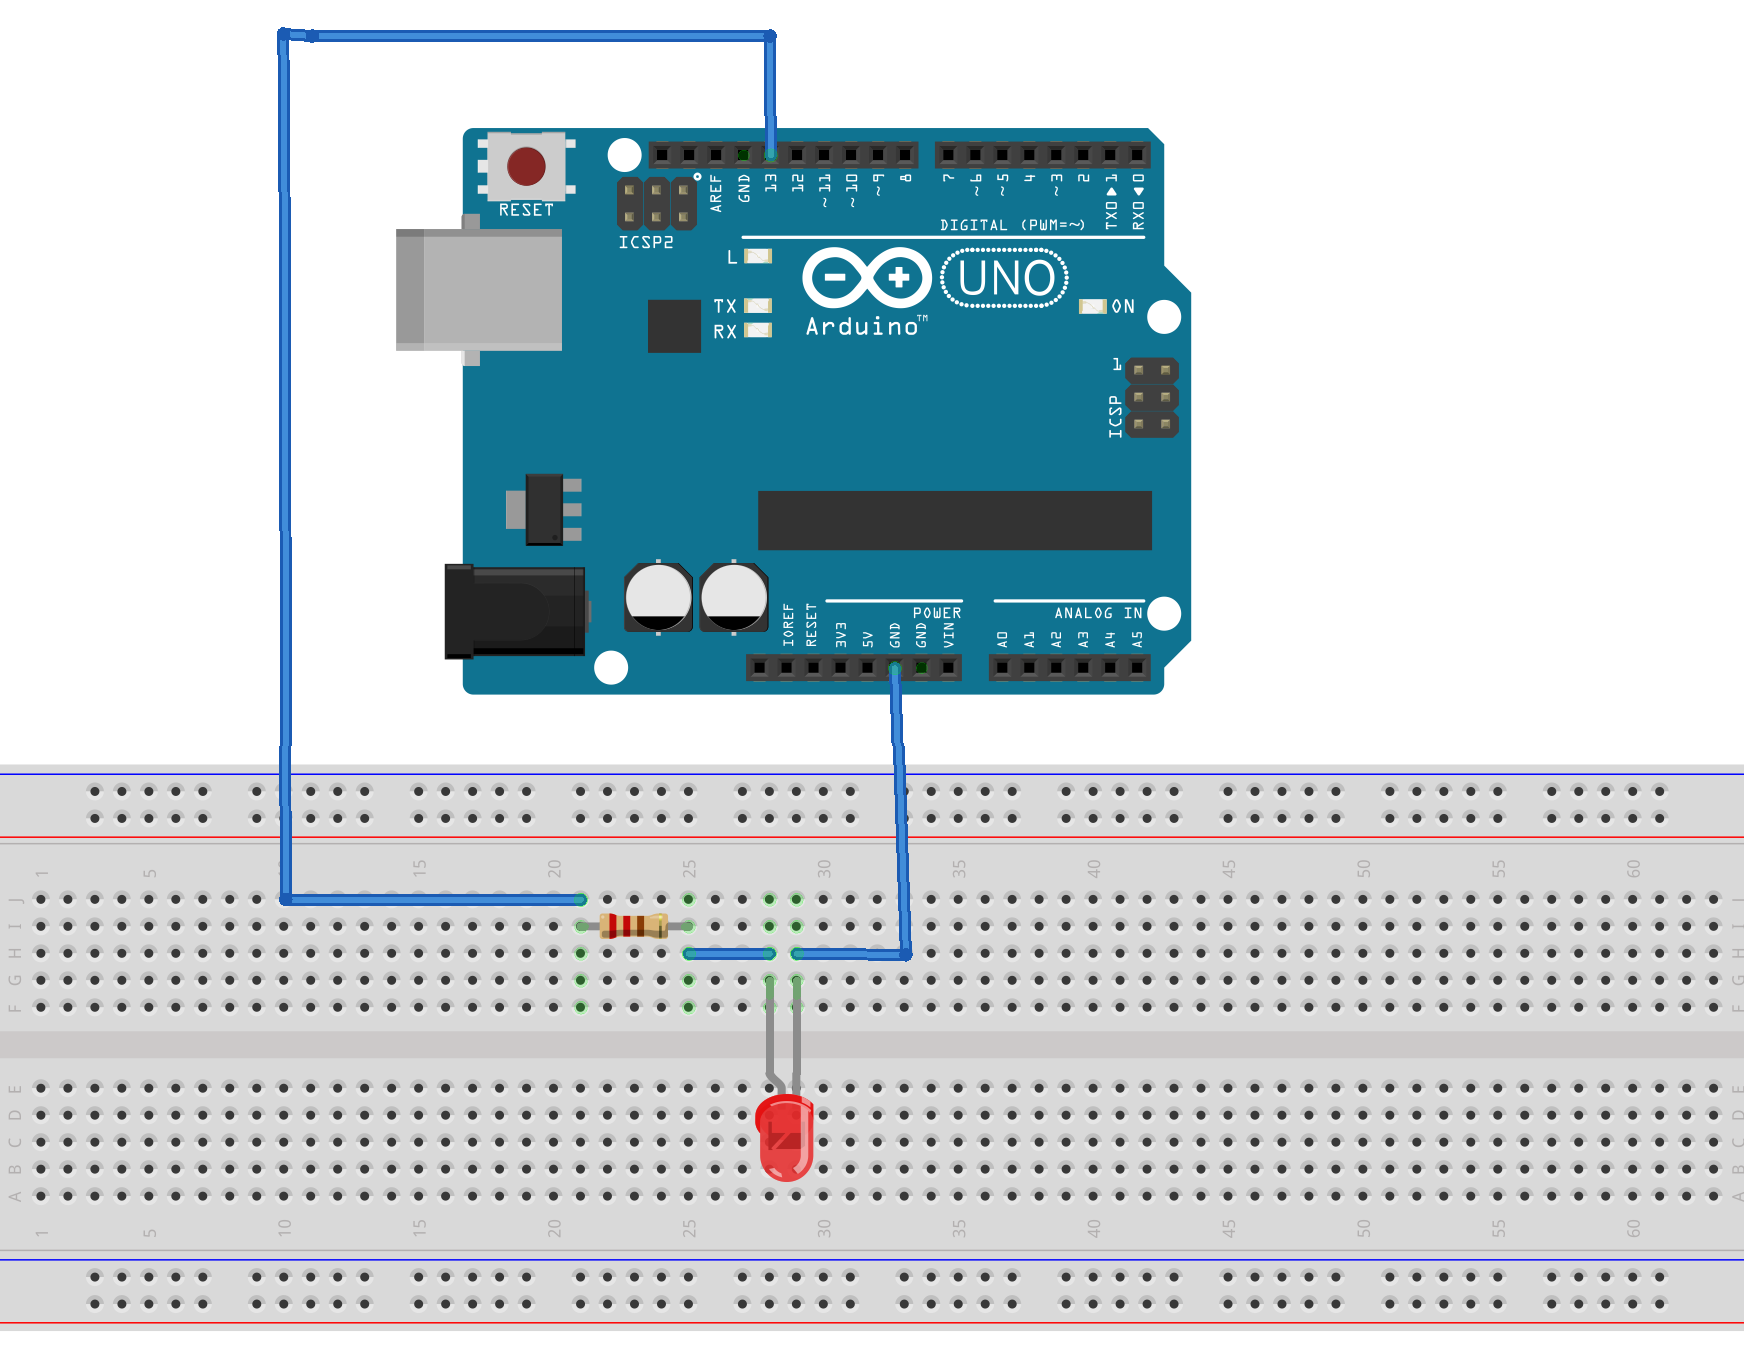 RESET
ICSP2
AREF
GND
13
12
~11
~10
~9
8
7
~6
~5
4
~3
2
TX0 ▶ 1
RX0 ◀ 0
DIGITAL (PWM=~)
L
TX
RX
Arduino™
UNO
ON
1
ICSP
IOREF
RESET
3V3
5V
GND
GND
VIN
POWER
ANALOG IN
A0
A1
A2
A3
A4
A5
1 5 15 20 25 30 35 40 45 50 55 60
J J
I I
H H
G G
F F
E E
D D
C C
B B
A A
1 5 10 15 20 25 30 35 40 45 50 55 60